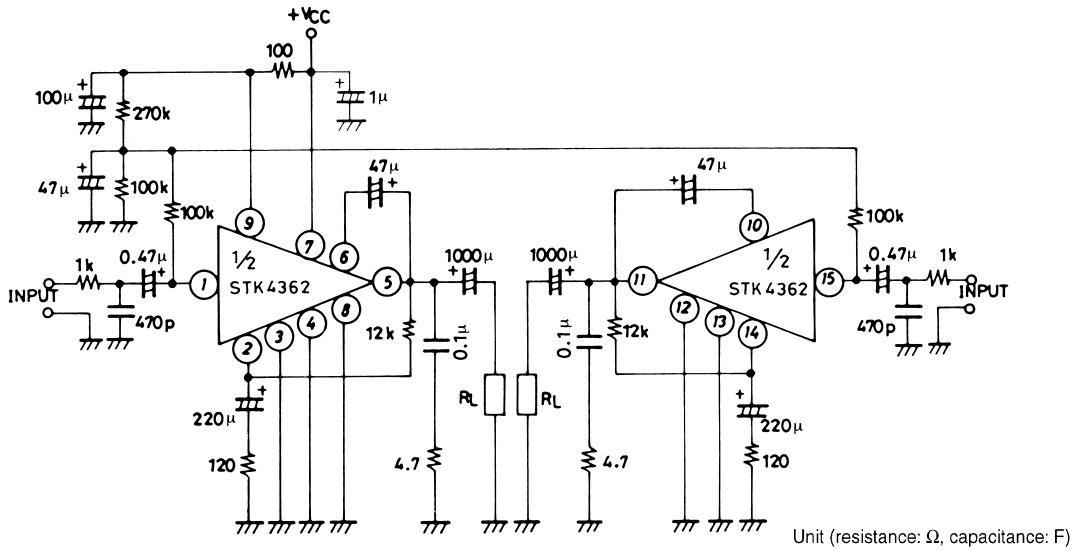 +VCC
100
100μ
+
270k
+
1μ
47μ
+
100k
100k
47μ
+
47μ
+
100k
9
7
6
10
1k
0.47μ
+
1
1/2
STK4362
5
1000μ
+
1000μ
+
11
1/2
STK4362
15
0.47μ
+
1k
INPUT
INPUT
470p
2
3
4
8
12k
0.1μ
0.1μ
12k
12
13
14
470p
+
220μ
RL
RL
+
220μ
120
4.7
4.7
120
Unit (resistance: Ω, capacitance: F)